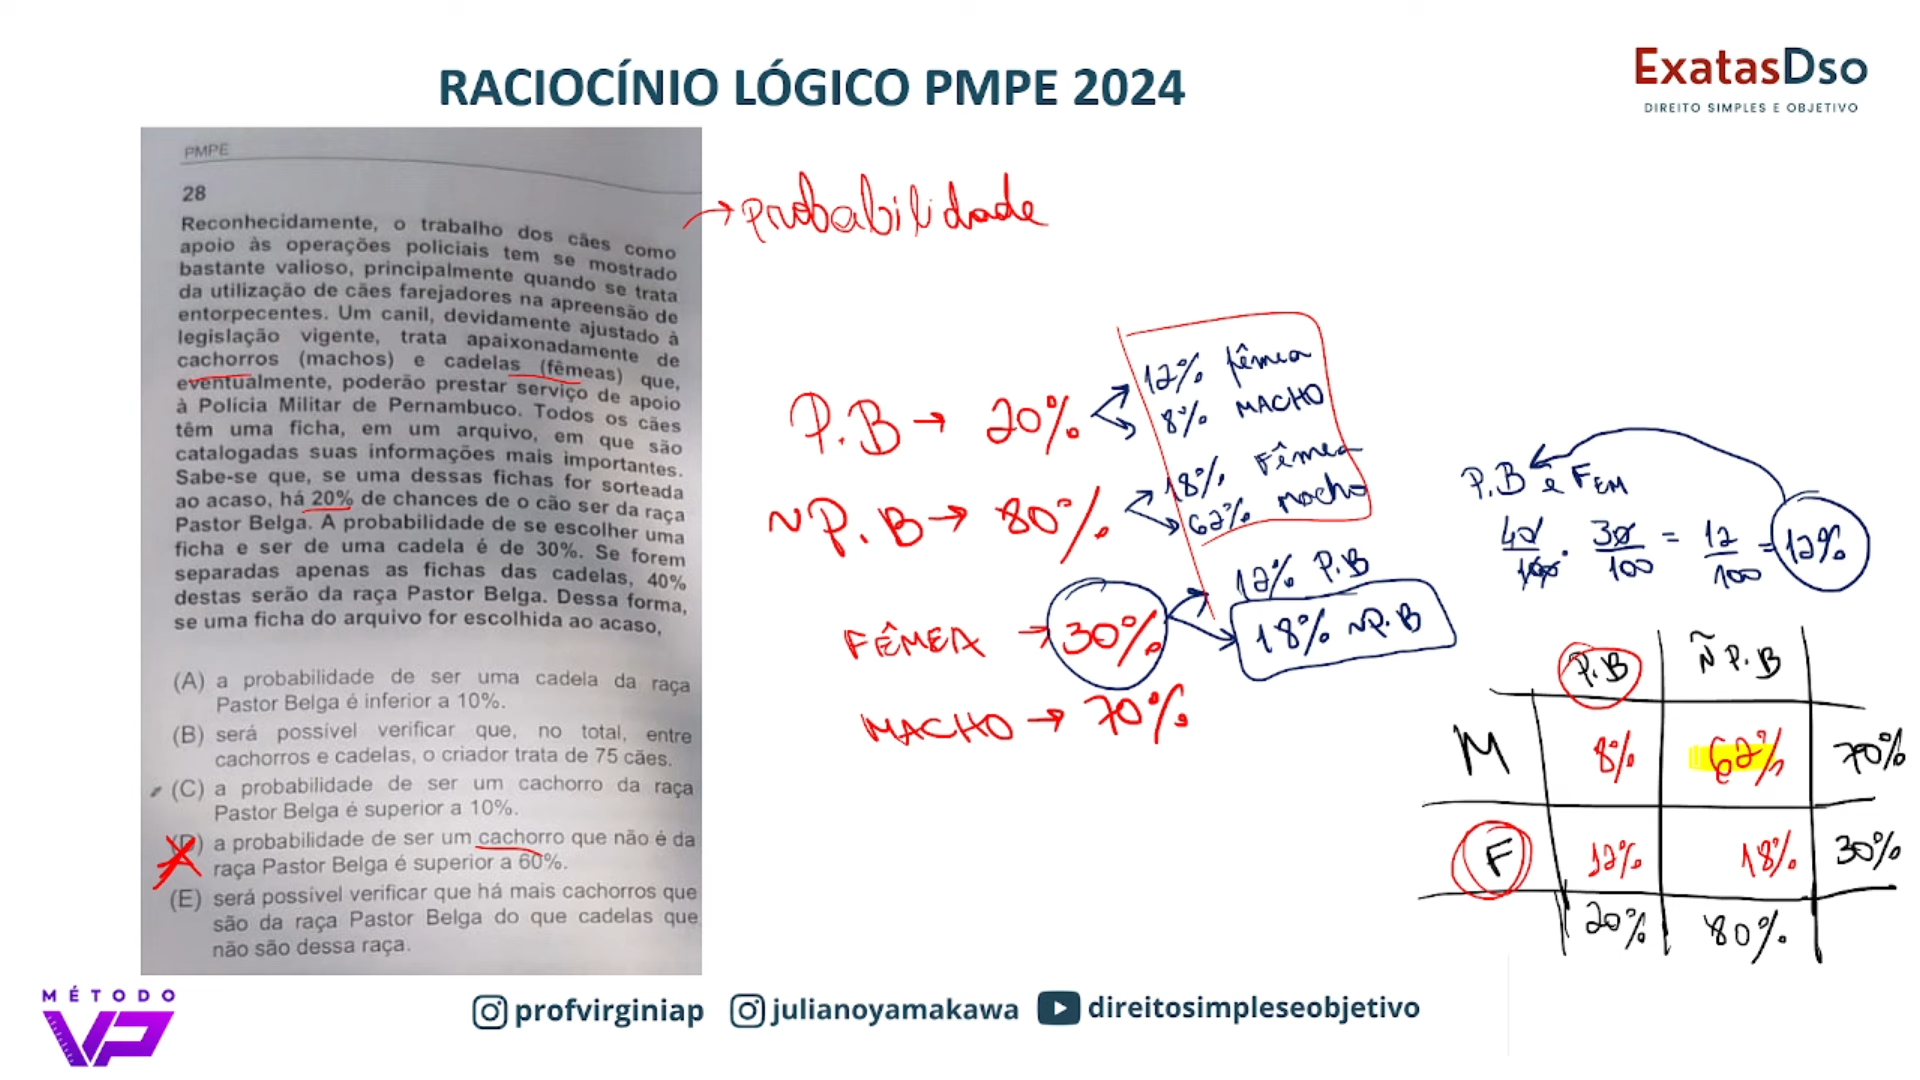 RACIOCÍNIO LÓGICO PMPE 2024
ExatasDso
DIREITO SIMPLES E OBJETIVO
PMPE
28
Reconhecidamente, o trabalho dos cães como
apoio às operações policiais tem se mostrado
bastante valioso, principalmente quando se trata
da utilização de cães farejadores na apreensão de
entorpecentes. Um canil, devidamente ajustado à
legislação vigente, trata apaixonadamente de
cachorros (machos) e cadelas (fêmeas) que,
eventualmente, poderão prestar serviço de apoio
à Polícia Militar de Pernambuco. Todos os cães
têm uma ficha, em um arquivo, em que são
catalogadas suas informações mais importantes.
Sabe-se que, se uma dessas fichas for sorteada
ao acaso, há 20% de chances de o cão ser da raça
Pastor Belga. A probabilidade de se escolher uma
ficha e ser de uma cadela é de 30%. Se forem
separadas apenas as fichas das cadelas, 40%
destas serão da raça Pastor Belga. Dessa forma,
se uma ficha do arquivo for escolhida ao acaso,
(A) a probabilidade de ser uma cadela da raça
Pastor Belga é inferior a 10%.
(B) será possível verificar que, no total, entre
cachorros e cadelas, o criador trata de 75 cães.
(C) a probabilidade de ser um cachorro da raça
Pastor Belga é superior a 10%.
(D) a probabilidade de ser um cachorro que não é da
raça Pastor Belga é superior a 60%.
(E) será possível verificar que há mais cachorros que
são da raça Pastor Belga do que cadelas que
não são dessa raça.
→ probabilidade
P.B → 20%
12% fêmea
8% MACHO
~P.B → 80%
18% Fêmea
62% macho
FÊMEA → 30%
12% P.B
18% ~P.B
MACHO → 70%
P.B e FEM
40/100 . 30/100 = 12/100 = 12%
P.B ÑP.B
M 8% 62% 70%
F 12% 18% 30%
20% 80%
MÉTODO
VP
profvirginiap julianoyamakawa direitosimpleseobjetivo